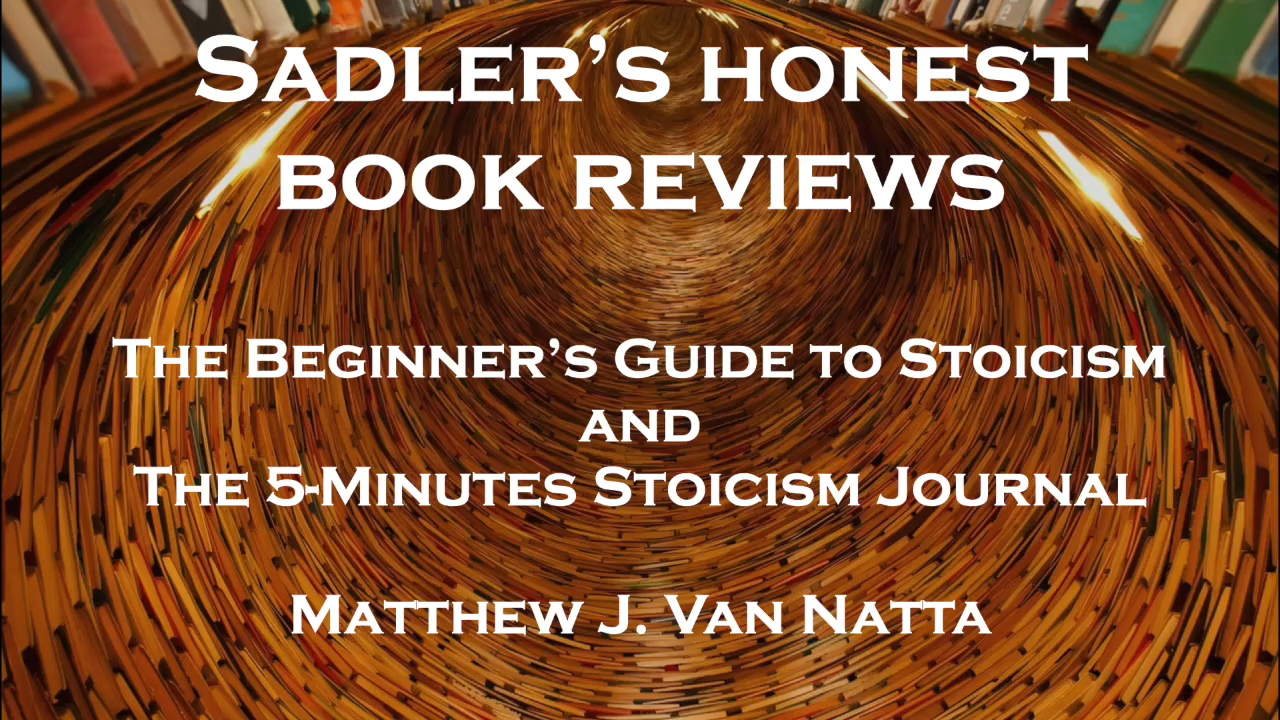 Sadler's honest
book reviews
The Beginner's Guide to Stoicism
and
The 5-Minutes Stoicism Journal
Matthew J. Van Natta